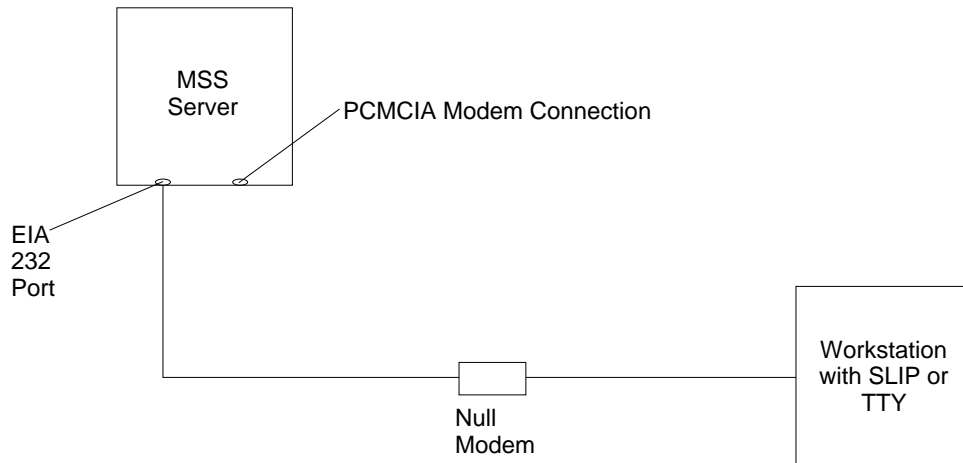 MSS
Server
PCMCIA Modem Connection
EIA
232
Port
Workstation
with SLIP or
TTY
Null
Modem